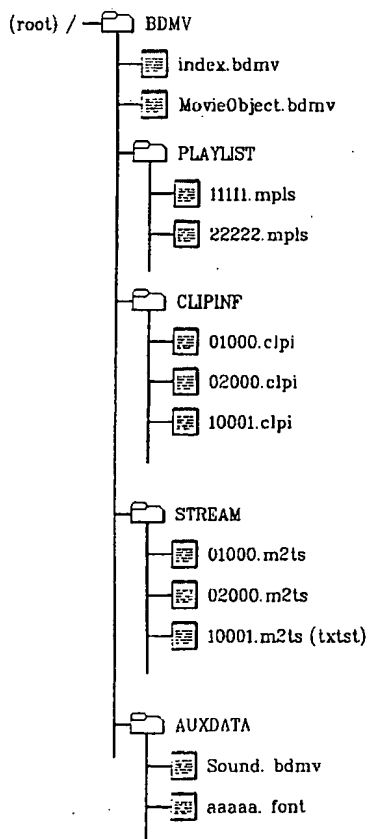 (root) / BDMV
index.bdmv
MovieObject.bdmv
PLAYLIST
11111.mpls
22222.mpls
CLIPINF
01000.clpi
02000.clpi
10001.clpi
STREAM
01000.m2ts
02000.m2ts
10001.m2ts (txtst)
AUXDATA
Sound. bdmv
aaaaa. font